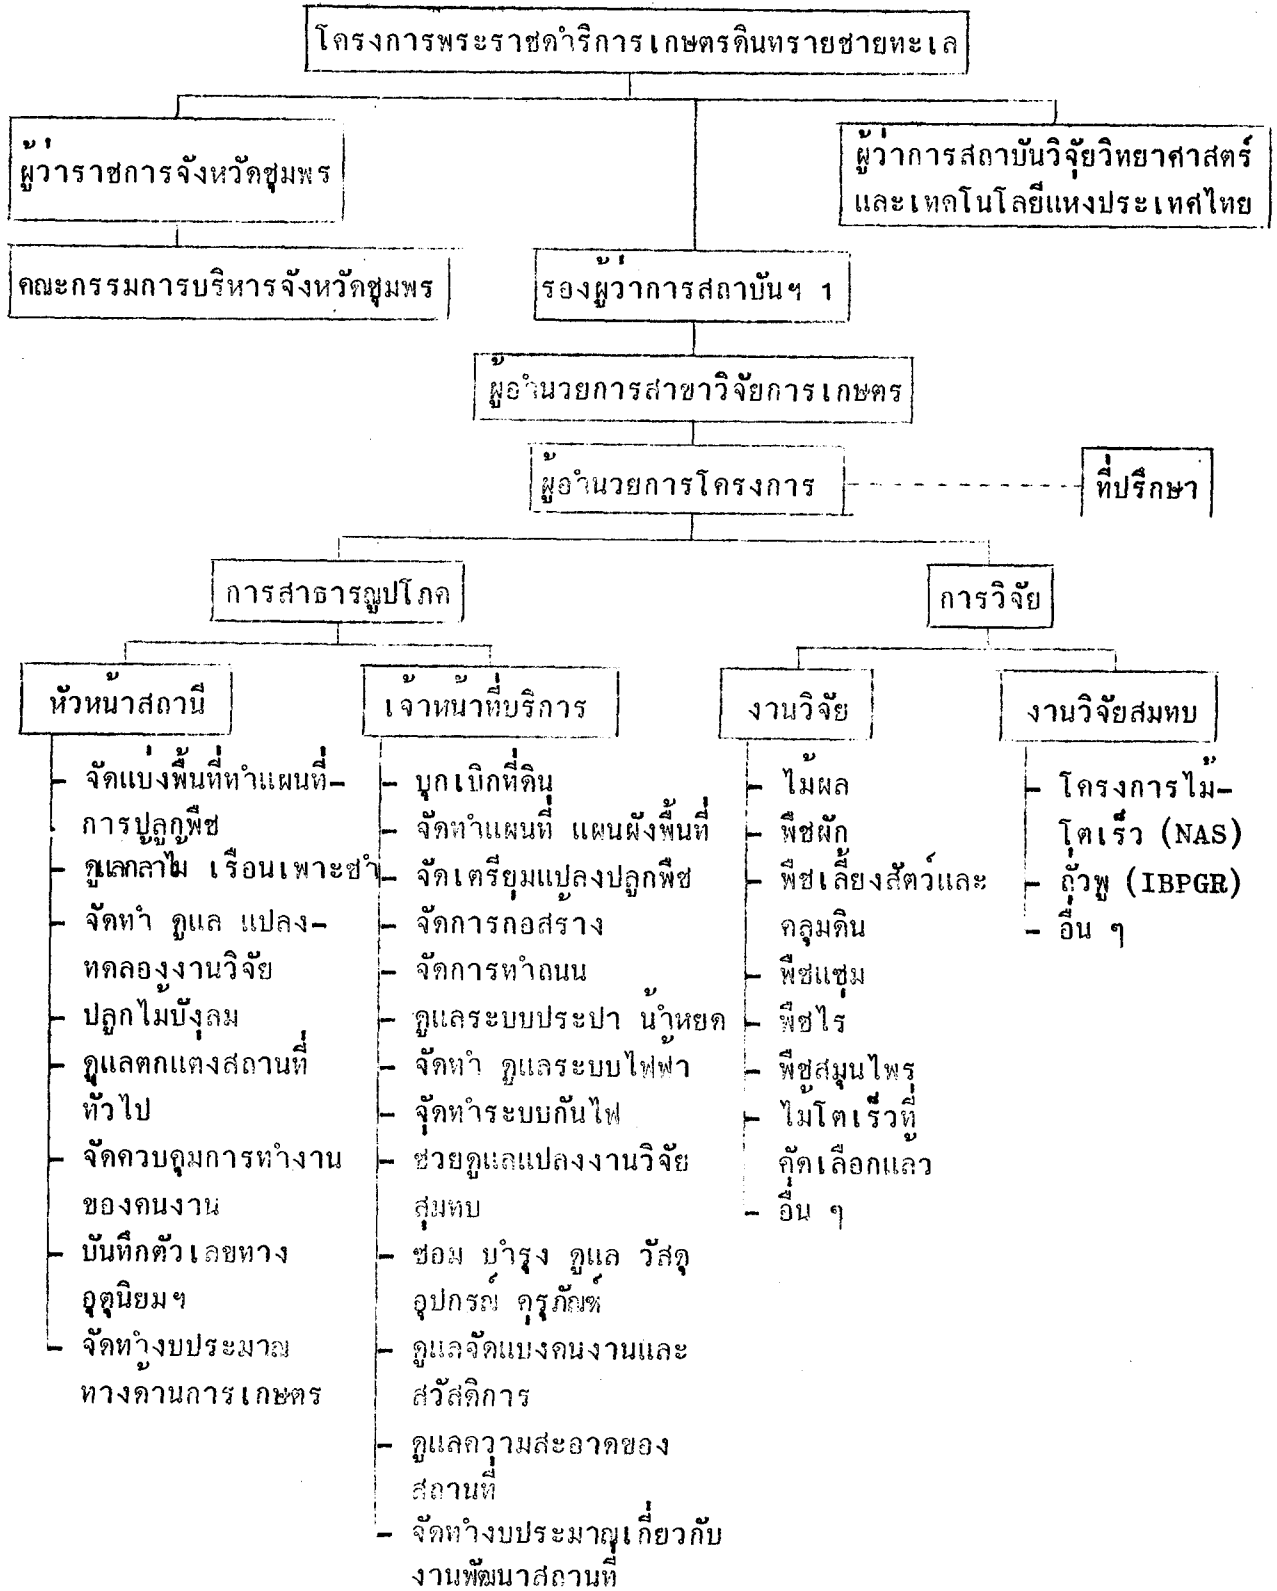 โครงการพระราชดำริการเกษตรดินทรายชายทะเล
ผู้ว่าราชการจังหวัดชุมพร
ผู้ว่าการสถาบันวิจัยวิทยาศาสตร์
และเทคโนโลยีแห่งประเทศไทย
คณะกรรมการบริหารจังหวัดชุมพร
รองผู้ว่าการสถาบันฯ 1
ผู้อำนวยการสาขาวิจัยการเกษตร
ผู้อำนวยการโครงการ
ที่ปรึกษา
การสาธารณูปโภค
การวิจัย
หัวหน้าสถานี
- จัดแบ่งพื้นที่ทำแผนที่-
การปลูกพืช
- ดูแลกลาไม้ เรือนเพาะชำ
- จัดทำ ดูแล แปลง-
ทดลองงานวิจัย
- ปลูกไม้บังลม
- ดูแลตกแต่งสถานที่
ทั่วไป
- จัดควบคุมการทำงาน
ของคนงาน
- บันทึกตัวเลขทาง
อุตุนิยมฯ
- จัดทำงบประมาณ
ทางด้านการเกษตร
เจ้าหน้าที่บริการ
- บุกเบิกที่ดิน
- จัดทำแผนที่ แผนผังพื้นที่
- จัดเตรียมแปลงปลูกพืช
- จัดการกอสร้าง
- จัดการทำถนน
- ดูแลระบบประปา น้ำหยด
- จัดทำ ดูแลระบบไฟฟ้า
- จัดทำระบบกันไฟ
- ช่วยดูแลแปลงงานวิจัย
สมทบ
- ซ่อม บำรุง ดูแล วัสดุ
อุปกรณ์ ครุภัณฑ์
- ดูแลจัดแบ่งคนงานและ
สวัสดิการ
- ดูแลความสะอาดของ
สถานที่
- จัดทำงบประมาณเกี่ยวกับ
งานพัฒนาสถานที่
งานวิจัย
- ไม้ผล
- พืชผัก
- พืชเลี้ยงสัตว์และ
คลุมดิน
- พืชแซม
- พืชไร่
- พืชสมุนไพร
- ไม้โตเร็วที่
คัดเลือกแล้ว
- อื่น ๆ
งานวิจัยสมทบ
- โครงการไม้-
โตเร็ว (NAS)
- ถั่วพู (IBPGR)
- อื่น ๆ